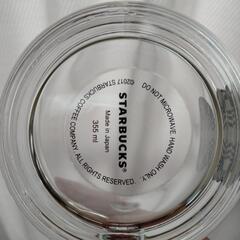 DO NOT MICROWAVE. HAND WASH ONLY.
STARBUCKS®
Made in Japan
355 ml
©2017 STARBUCKS COFFEE COMPANY. ALL RIGHTS RESERVED.